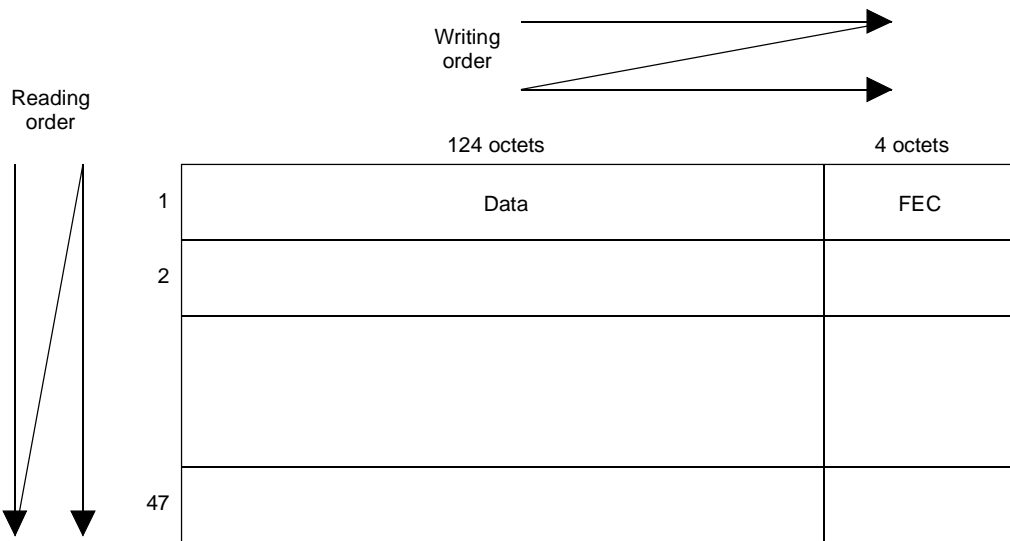 Writing
order
Reading
order
124 octets
4 octets
1
Data
FEC
2
47